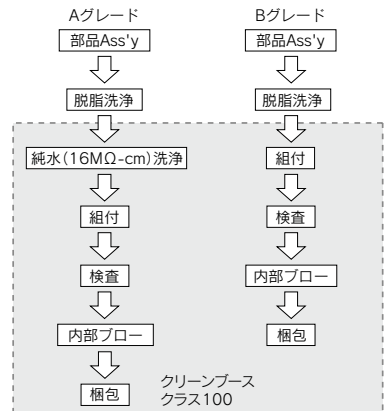 Aグレード
部品Ass'y
脱脂洗浄
純水(16MΩ-cm)洗浄
組付
検査
内部ブロー
梱包
Bグレード
部品Ass'y
脱脂洗浄
組付
検査
内部ブロー
梱包
クリーンブース
クラス100